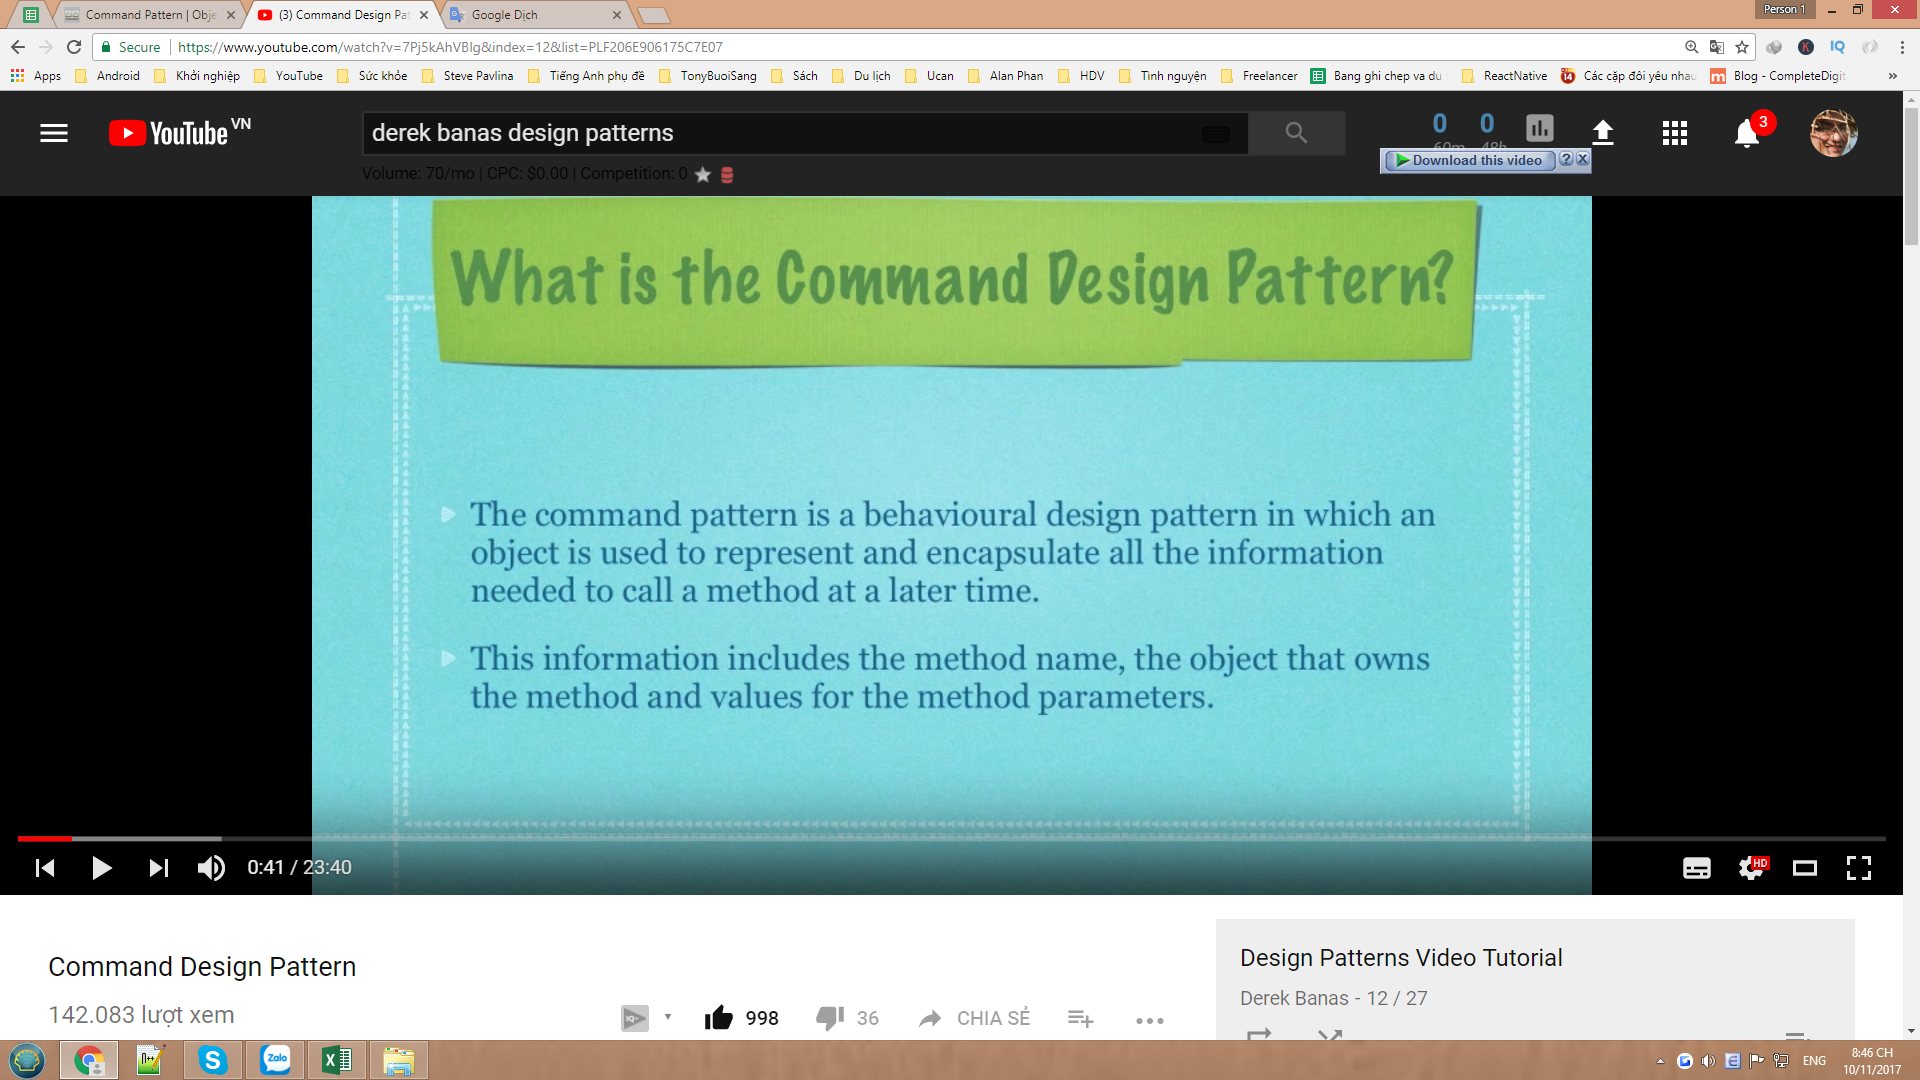 Command Pattern | Obje
(3) Command Design Pat
Google Dịch
Person 1
Secure
https://www.youtube.com/watch?v=7Pj5kAhVBlg&index=12&list=PLF206E906175C7E07
Apps
Android
Khởi nghiệp
YouTube
Sức khỏe
Steve Pavlina
Tiếng Anh phụ đề
TonyBuoiSang
Sách
Du lịch
Ucan
Alan Phan
HDV
Tình nguyện
Freelancer
Bang ghi chep va du
ReactNative
Các cặp đôi yêu nhau
Blog - CompleteDigit
YouTube VN
derek banas design patterns
0 0
60m 48h
3
Download this video
Volume: 70/mo | CPC: $0.00 | Competition: 0
What is the Command Design Pattern?
The command pattern is a behavioural design pattern in which an
object is used to represent and encapsulate all the information
needed to call a method at a later time.
This information includes the method name, the object that owns
the method and values for the method parameters.
0:41 / 23:40
HD
Command Design Pattern
142.083 lượt xem
998
36
CHIA SẺ
Design Patterns Video Tutorial
Derek Banas - 12 / 27
Zalo
ENG
8:46 CH
10/11/2017